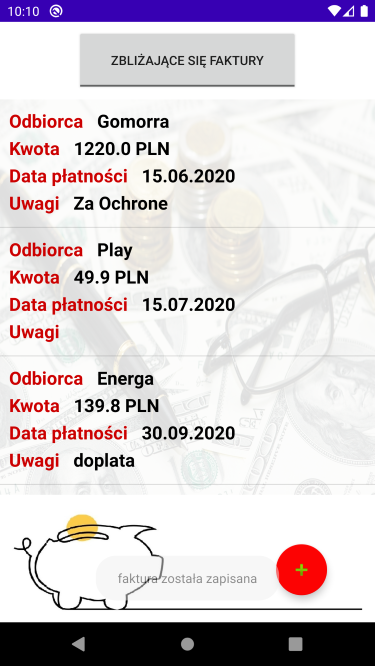 10:10
ZBLIŻAJĄCE SIĘ FAKTURY
Odbiorca Gomorra
Kwota 1220.0 PLN
Data płatności 15.06.2020
Uwagi Za Ochrone
Odbiorca Play
Kwota 49.9 PLN
Data płatności 15.07.2020
Uwagi
Odbiorca Energa
Kwota 139.8 PLN
Data płatności 30.09.2020
Uwagi doplata
faktura została zapisana
+